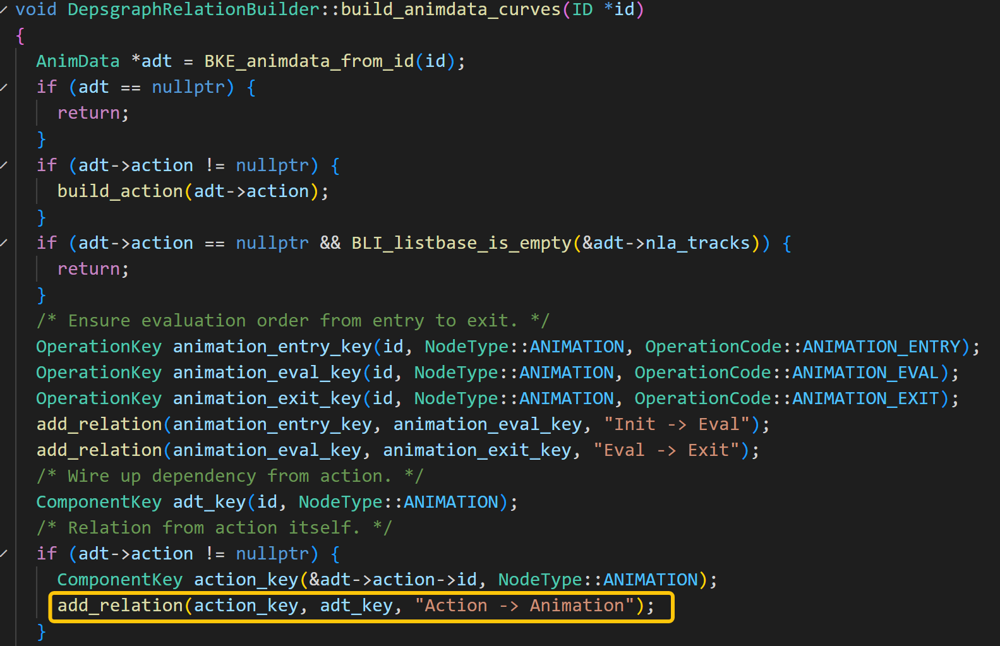 void DepsgraphRelationBuilder::build_animdata_curves(ID *id)
{
  AnimData *adt = BKE_animdata_from_id(id);
  if (adt == nullptr) {
    return;
  }
  if (adt->action != nullptr) {
    build_action(adt->action);
  }
  if (adt->action == nullptr && BLI_listbase_is_empty(&adt->nla_tracks)) {
    return;
  }
  /* Ensure evaluation order from entry to exit. */
  OperationKey animation_entry_key(id, NodeType::ANIMATION, OperationCode::ANIMATION_ENTRY);
  OperationKey animation_eval_key(id, NodeType::ANIMATION, OperationCode::ANIMATION_EVAL);
  OperationKey animation_exit_key(id, NodeType::ANIMATION, OperationCode::ANIMATION_EXIT);
  add_relation(animation_entry_key, animation_eval_key, "Init -> Eval");
  add_relation(animation_eval_key, animation_exit_key, "Eval -> Exit");
  /* Wire up dependency from action. */
  ComponentKey adt_key(id, NodeType::ANIMATION);
  /* Relation from action itself. */
  if (adt->action != nullptr) {
    ComponentKey action_key(&adt->action->id, NodeType::ANIMATION);
    add_relation(action_key, adt_key, "Action -> Animation");
  }